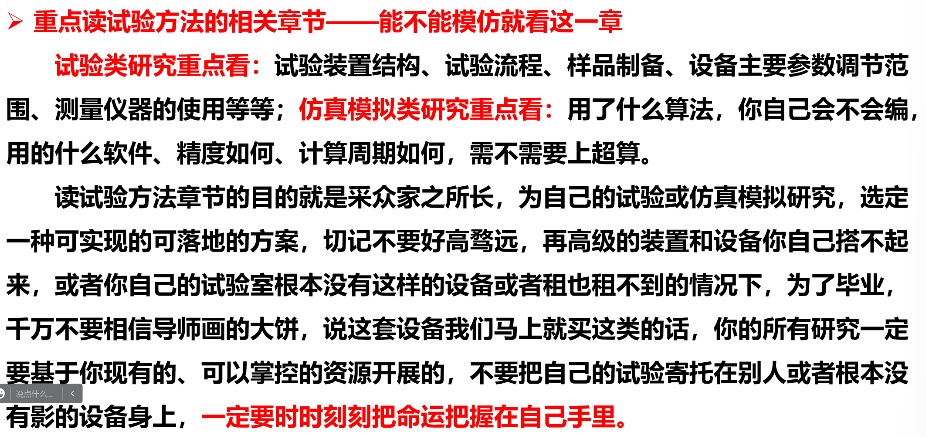 ➢ 重点读试验方法的相关章节——能不能模仿就看这一章
试验类研究重点看：试验装置结构、试验流程、样品制备、设备主要参数调节范
围、测量仪器的使用等等；仿真模拟类研究重点看：用了什么算法，你自己会不会编，
用的什么软件、精度如何、计算周期如何，需不需要上超算。
读试验方法章节的目的就是采众家之所长，为自己的试验或仿真模拟研究，选定
一种可实现的可落地的方案，切记不要好高骛远，再高级的装置和设备你自己搭不起
来，或者你自己的试验室根本没有这样的设备或者租也租不到的情况下，为了毕业，
千万不要相信导师画的大饼，说这套设备我们马上就买这类的话，你的所有研究一定
要基于你现有的、可以掌控的资源开展的，不要把自己的试验寄托在别人或者根本没
说点什么...
有影的设备身上，一定要时时刻刻把命运把握在自己手里。